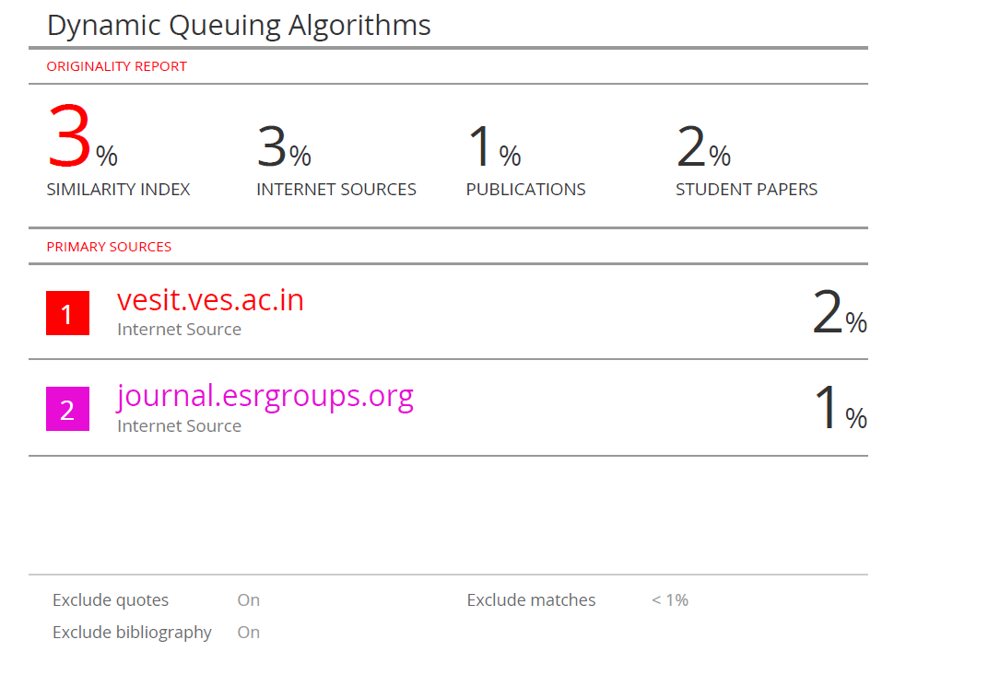 Dynamic Queuing Algorithms
ORIGINALITY REPORT
3% 3% 1% 2%
SIMILARITY INDEX INTERNET SOURCES PUBLICATIONS STUDENT PAPERS
PRIMARY SOURCES
1 vesit.ves.ac.in 2%
Internet Source
2 journal.esrgroups.org 1%
Internet Source
Exclude quotes On Exclude matches < 1%
Exclude bibliography On